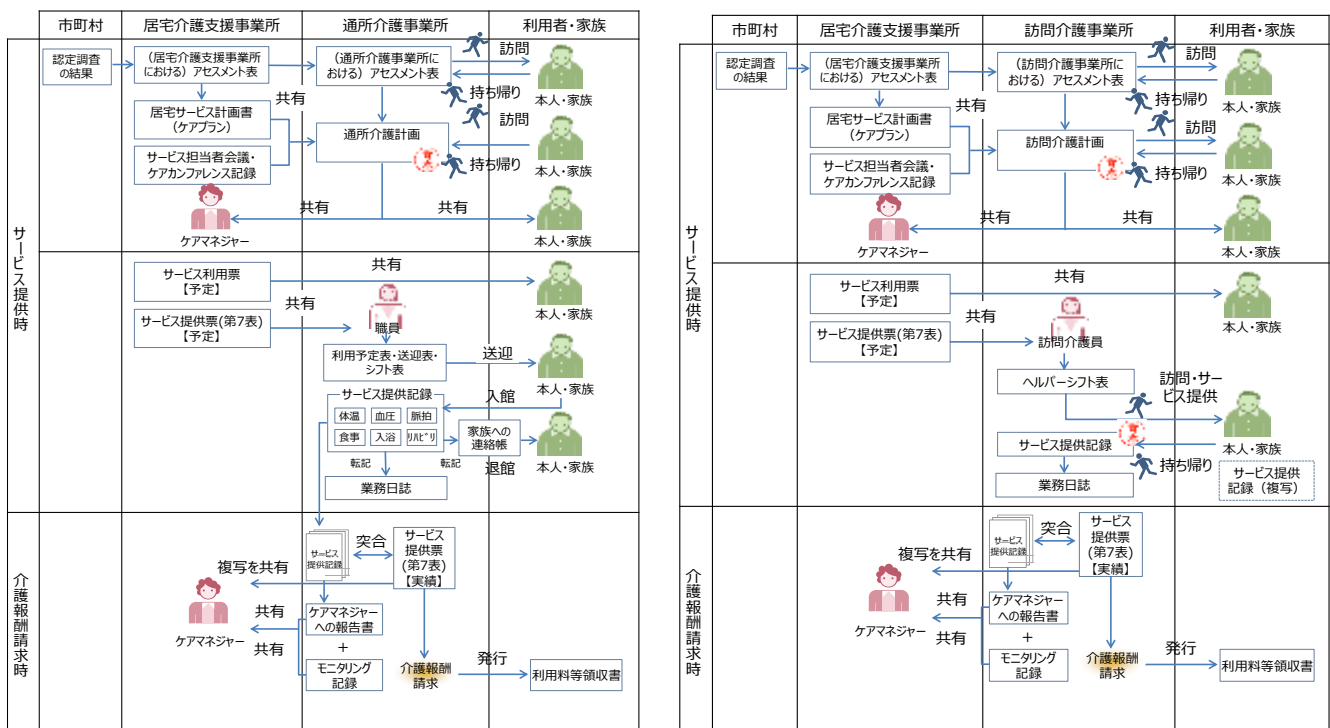 市町村
居宅介護支援事業所
通所介護事業所
利用者・家族
サービス提供時
認定調査
の結果
(居宅介護支援事業所
における) アセスメント表
(通所介護事業所に
おける) アセスメント表
訪問
持ち帰り
本人・家族
共有
居宅サービス計画書
(ケアプラン)
サービス担当者会議・
ケアカンファレンス記録
通所介護計画
訪問
持ち帰り
本人・家族
ケアマネジャー
共有
共有
本人・家族
サービス利用票
【予定】
共有
本人・家族
サービス提供票(第7表)
【予定】
共有
職員
利用予定表・送迎表・
シフト表
送迎
本人・家族
サービス提供記録
体温
血圧
脈拍
食事
入浴
ﾘﾊﾋﾞﾘ
入館
家族への
連絡帳
退館
本人・家族
転記
転記
業務日誌
介護報酬請求時
サービス
提供記録
突合
サービス
提供票
(第7表)
【実績】
複写を共有
ケアマネジャー
共有
共有
ケアマネジャー
への報告書
+
モニタリング
記録
介護報酬
請求
発行
利用料等領収書
市町村
居宅介護支援事業所
訪問介護事業所
利用者・家族
サービス提供時
認定調査
の結果
(居宅介護支援事業所
における) アセスメント表
(訪問介護事業所に
おける) アセスメント表
訪問
持ち帰り
本人・家族
共有
居宅サービス計画書
(ケアプラン)
サービス担当者会議・
ケアカンファレンス記録
訪問介護計画
訪問
持ち帰り
本人・家族
ケアマネジャー
共有
共有
本人・家族
サービス利用票
【予定】
共有
本人・家族
サービス提供票(第7表)
【予定】
共有
訪問介護員
ヘルパーシフト表
訪問・サー
ビス提供
本人・家族
サービス提供記録
持ち帰り
サービス提供
記録（複写）
業務日誌
介護報酬請求時
サービス
提供記録
突合
サービス
提供票
(第7表)
【実績】
複写を共有
ケアマネジャー
共有
共有
ケアマネジャー
への報告書
+
モニタリング
記録
介護報酬
請求
発行
利用料等領収書